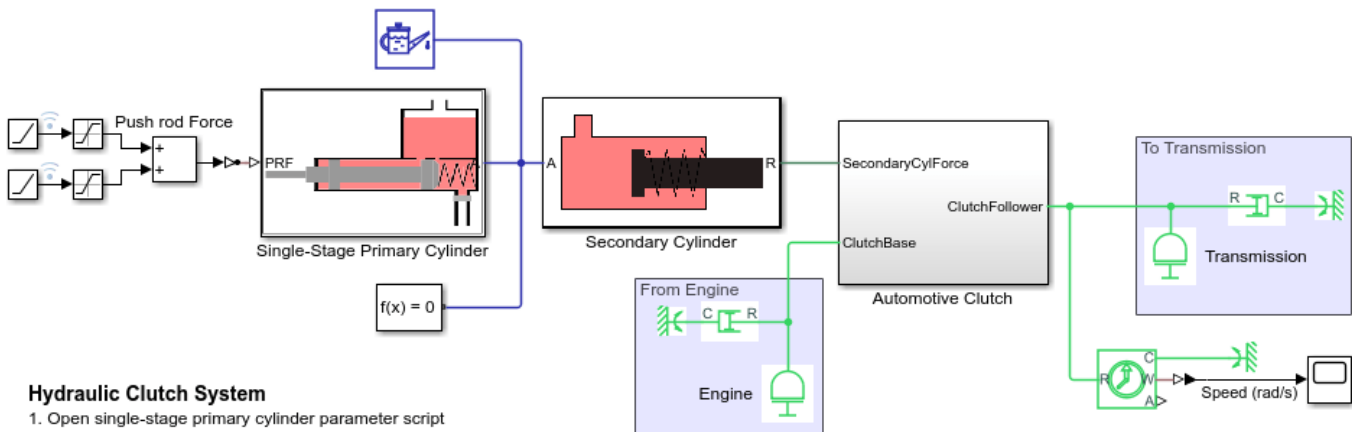 Push rod Force
+
+
PRF
A
Single-Stage Primary Cylinder
f(x) = 0
A
R
Secondary Cylinder
SecondaryCylForce
ClutchFollower
ClutchBase
Automotive Clutch
To Transmission
R
C
Transmission
From Engine
C
R
Engine
R
C
W
A
Speed (rad/s)
Hydraulic Clutch System
1. Open single-stage primary cylinder parameter script